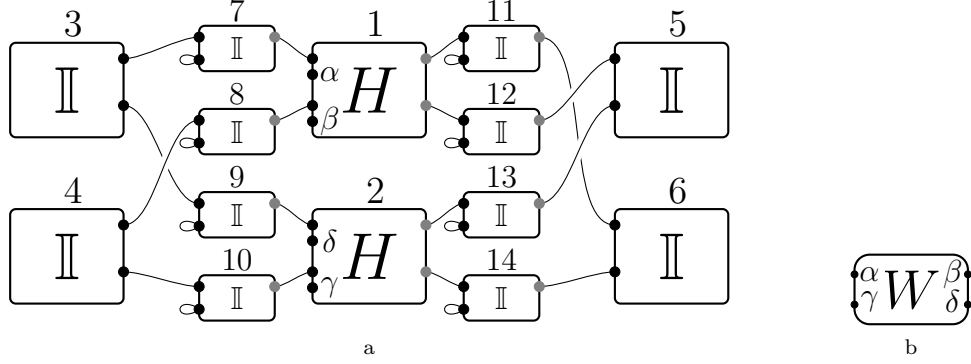 3 7 1 11 5
𝕀 𝕀 H 𝕀 𝕀
α
8 12
β 𝕀 𝕀
4 9 2 13 6
𝕀 𝕀 H 𝕀 𝕀
δ
10 14
γ 𝕀 𝕀
α W β
γ δ
a b